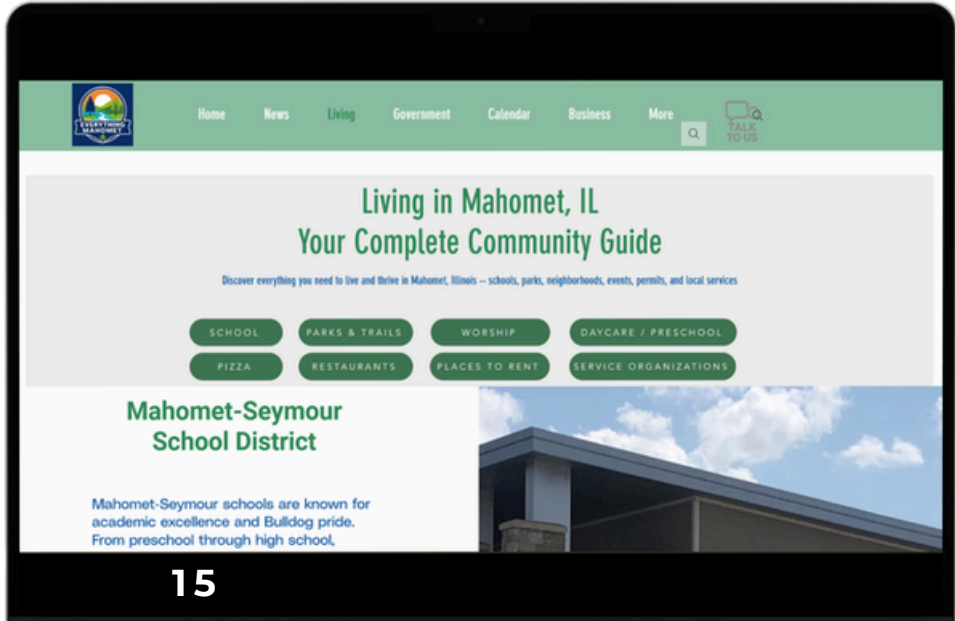 EVERYTHING
MAHOMET
Home News Living Government Calendar Business More
TALK
TO US
Living in Mahomet, IL
Your Complete Community Guide
Discover everything you need to live and thrive in Mahomet, Illinois -- schools, parks, neighborhoods, events, permits, and local services
SCHOOL PARKS & TRAILS WORSHIP DAYCARE / PRESCHOOL
PIZZA RESTAURANTS PLACES TO RENT SERVICE ORGANIZATIONS
Mahomet-Seymour
School District
Mahomet-Seymour schools are known for
academic excellence and Bulldog pride.
From preschool through high school,
15